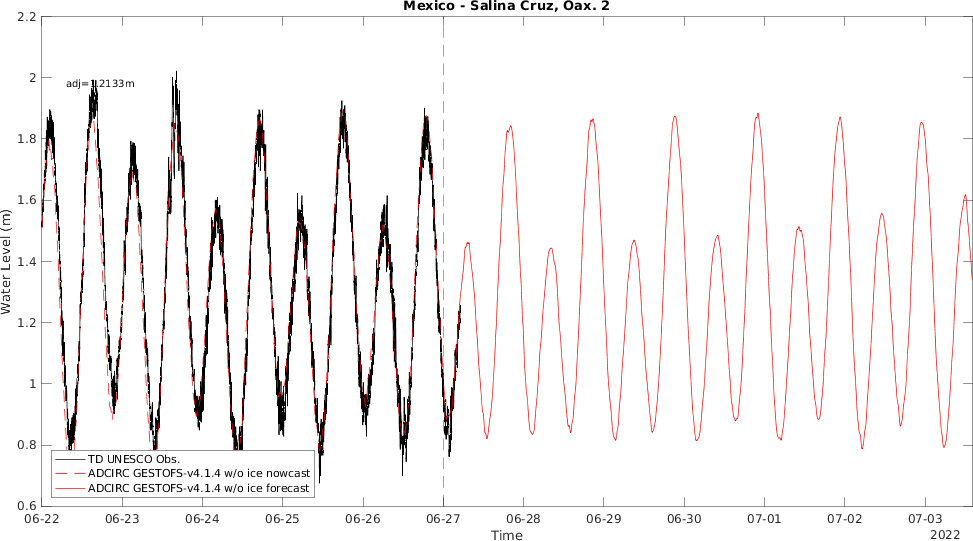 Mexico - Salina Cruz, Oax. 2
2.2
2
1.8
1.6
1.4
1.2
1
0.8
0.6
Water Level (m)
adj=1.2133m
TD UNESCO Obs.
ADCIRC GESTOFS-v4.1.4 w/o ice nowcast
ADCIRC GESTOFS-v4.1.4 w/o ice forecast
06-22 06-23 06-24 06-25 06-26 06-27 06-28 06-29 06-30 07-01 07-02 07-03
Time
2022